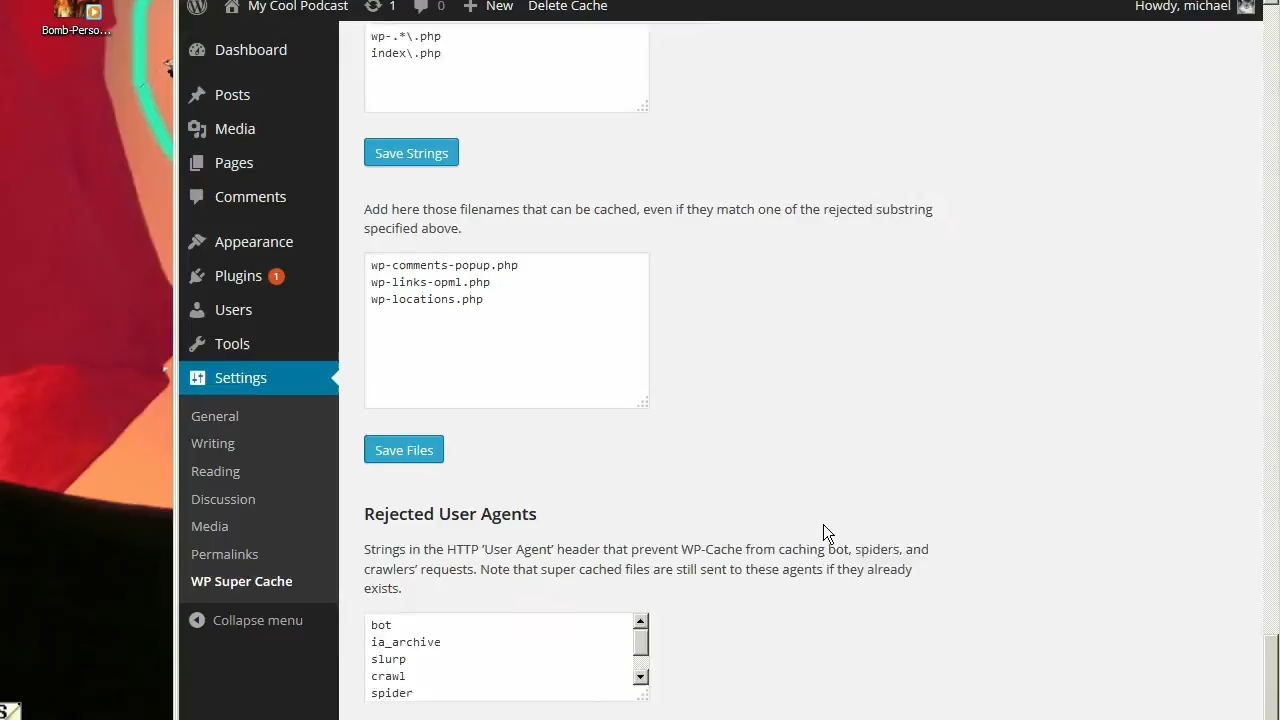 Bomb-Perso...
My Cool Podcast
1
0
New
Delete Cache
Howdy, michael
Dashboard
Posts
Media
Pages
Comments
Appearance
Plugins 1
Users
Tools
Settings
General
Writing
Reading
Discussion
Media
Permalinks
WP Super Cache
Collapse menu
wp-.*\.php
index\.php
Save Strings
Add here those filenames that can be cached, even if they match one of the rejected substring
specified above.
wp-comments-popup.php
wp-links-opml.php
wp-locations.php
Save Files
Rejected User Agents
Strings in the HTTP ’User Agent’ header that prevent WP-Cache from caching bot, spiders, and
crawlers’ requests. Note that super cached files are still sent to these agents if they already
exists.
bot
ia_archive
slurp
crawl
spider